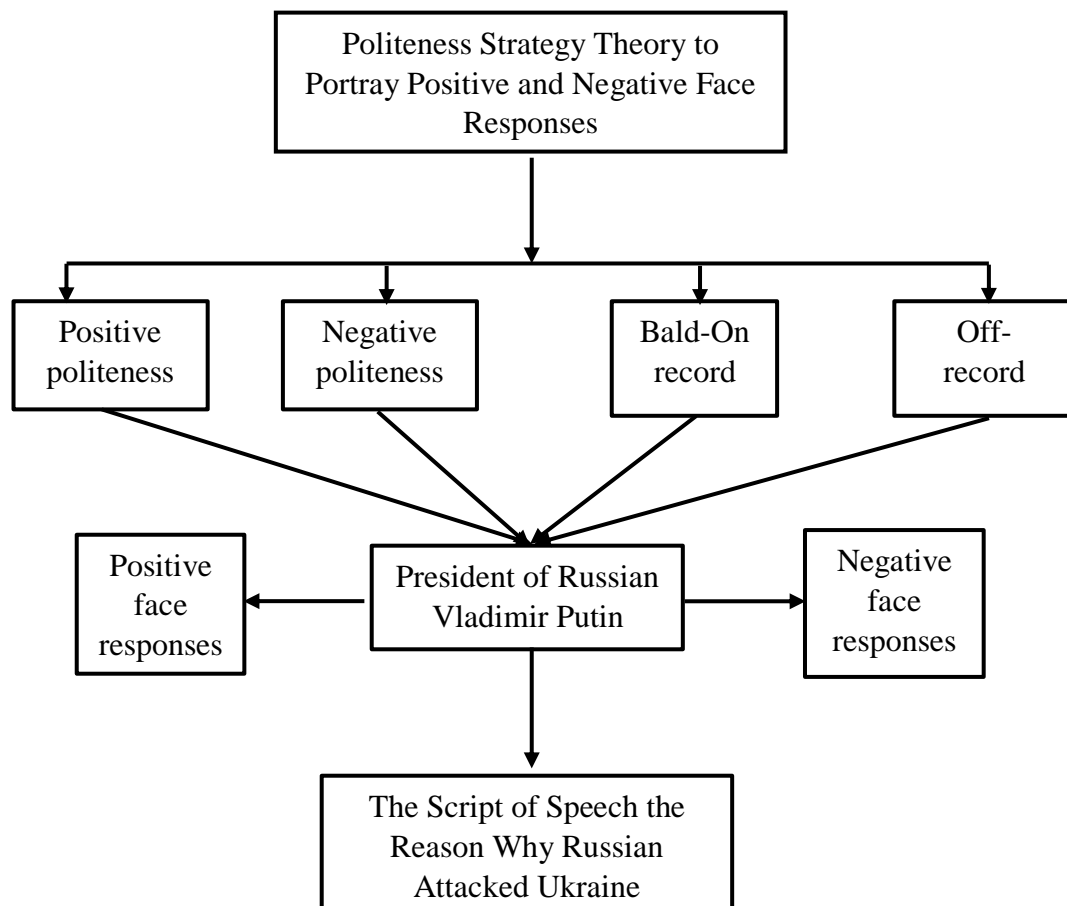 Politeness Strategy Theory to
Portray Positive and Negative Face
Responses
Positive
politeness
Negative
politeness
Bald-On
record
Off-
record
Positive
face
responses
President of Russian
Vladimir Putin
Negative
face
responses
The Script of Speech the
Reason Why Russian
Attacked Ukraine